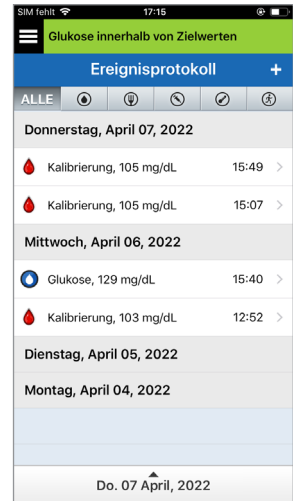 SIM fehlt 17:15
Glukose innerhalb von Zielwerten
Ereignisprotokoll +
ALLE
Donnerstag, April 07, 2022
Kalibrierung, 105 mg/dL 15:49
Kalibrierung, 105 mg/dL 15:07
Mittwoch, April 06, 2022
Glukose, 129 mg/dL 15:40
Kalibrierung, 103 mg/dL 12:52
Dienstag, April 05, 2022
Montag, April 04, 2022
Do. 07 April, 2022